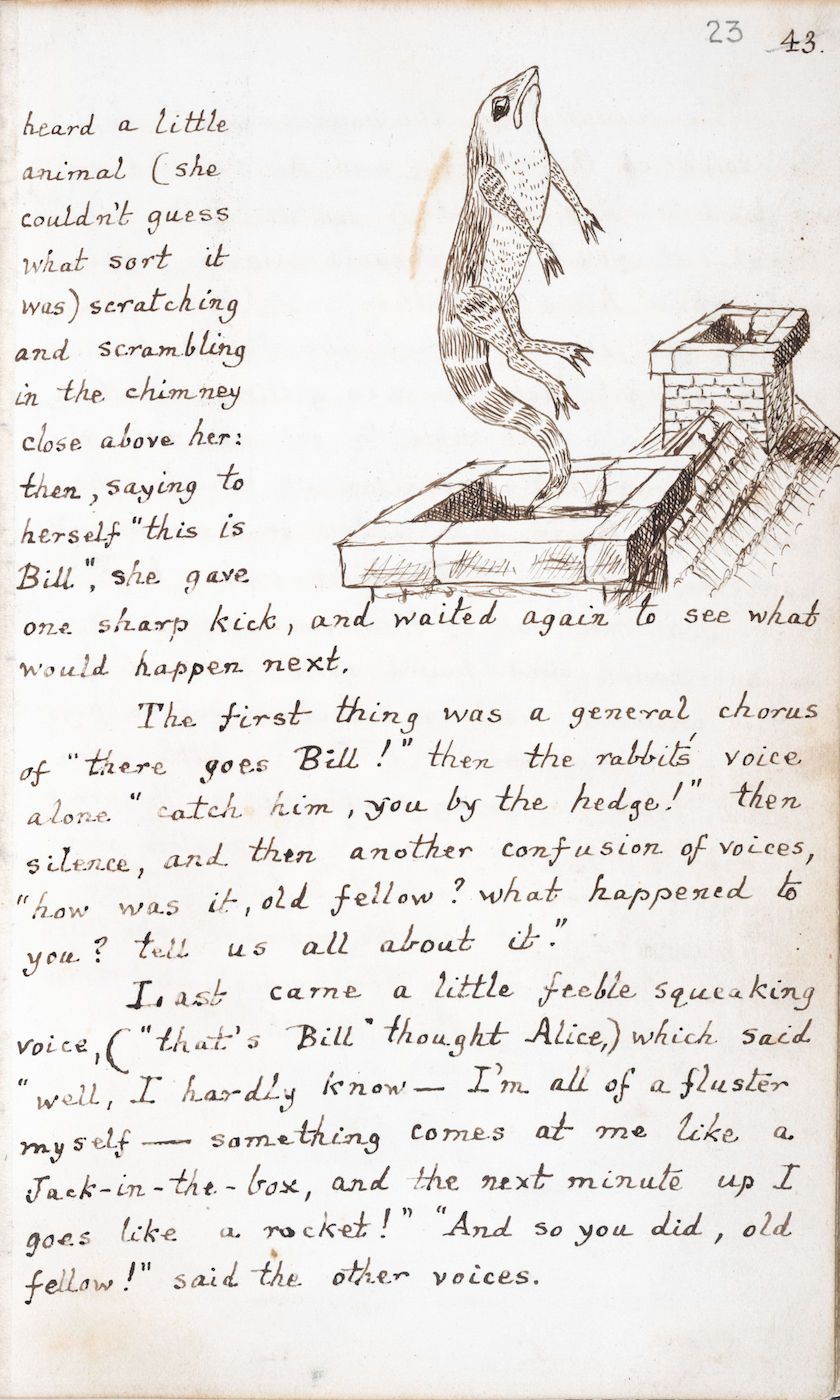 23 43.
heard a little
animal (she
couldn't guess
what sort it
was) scratching
and scrambling
in the chimney
close above her:
then, saying to
herself "this is
Bill", she gave
one sharp kick, and waited again to see what
would happen next.
The first thing was a general chorus
of "there goes Bill!" then the rabbit's voice
alone "catch him, you by the hedge!" then
silence, and then another confusion of voices,
"how was it, old fellow? what happened to
you? tell us all about it."
Last came a little feeble squeaking
voice, ("that's Bill" thought Alice,) which said
"well, I hardly know — I'm all of a fluster
myself — something comes at me like a
Jack-in-the-box, and the next minute up I
goes like a rocket!" "And so you did, old
fellow!" said the other voices.